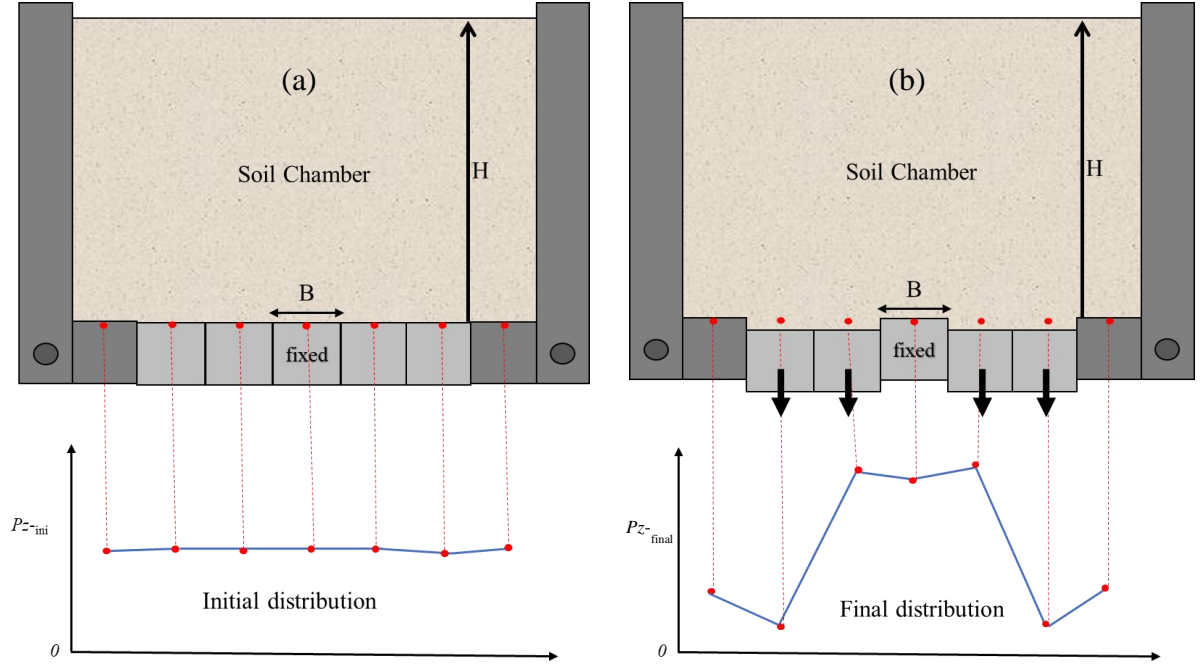 (a)
Soil Chamber
H
B
fixed
Pz-ini
Initial distribution
0
(b)
Soil Chamber
H
B
fixed
Pz-
final
Final distribution
0